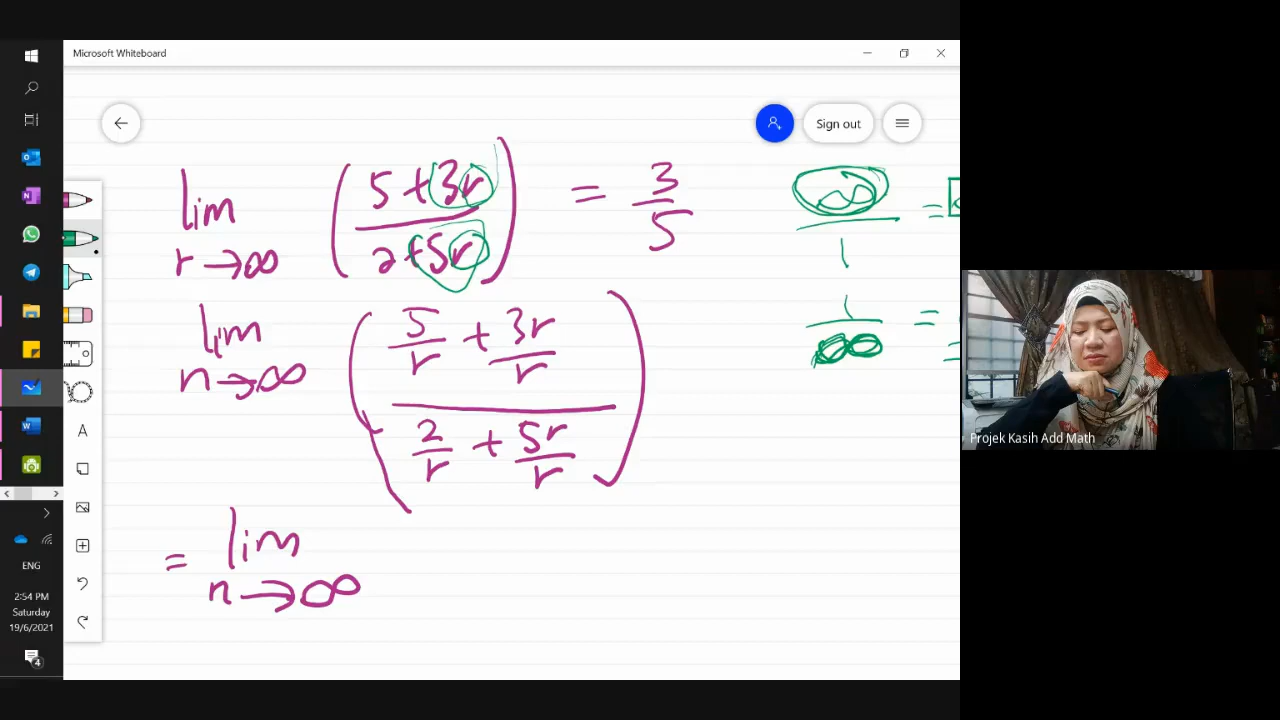 Microsoft Whiteboard
Sign out
lim r→∞ (5 + 3r / 2 + 5r) = 3/5
lim n→∞ (5/r + 3r/r / 2/r + 5r/r)
= lim n→∞
∞/1 =
1/∞ =
=
Projek Kasih Add Math
A
W
N
ENG
2:54 PM
Saturday
19/6/2021
4